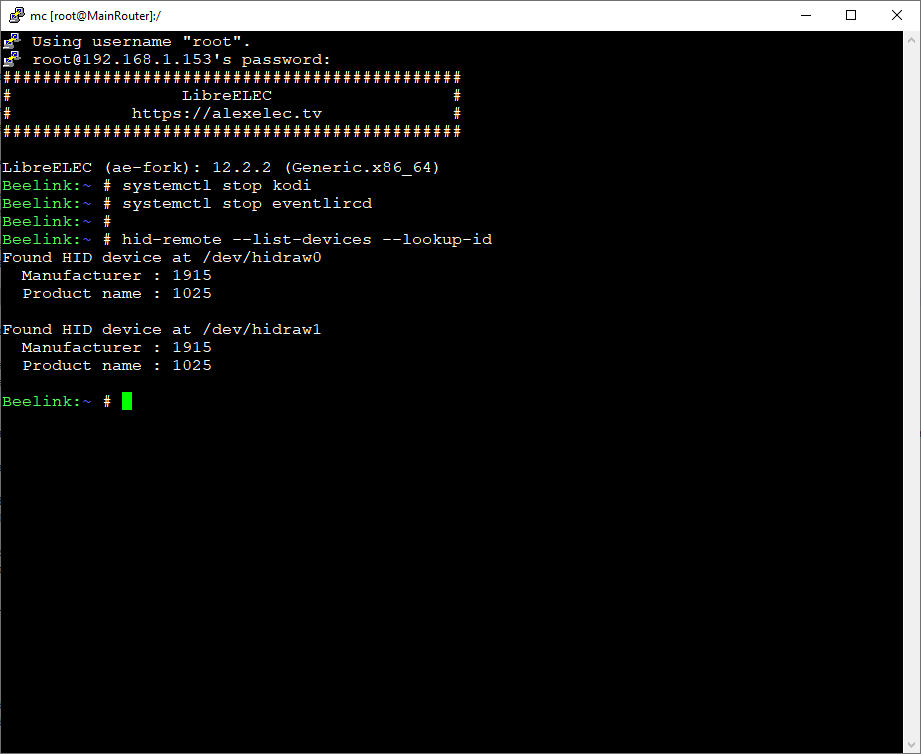 mc [root@MainRouter]:/
Using username "root".
root@192.168.1.153's password:
##############################################
#                 LibreELEC                  #
#            https://alexelec.tv             #
##############################################
LibreELEC (ae-fork): 12.2.2 (Generic.x86_64)
Beelink:~ # systemctl stop kodi
Beelink:~ # systemctl stop eventlircd
Beelink:~ #
Beelink:~ # hid-remote --list-devices --lookup-id
Found HID device at /dev/hidraw0
  Manufacturer : 1915
  Product name : 1025
Found HID device at /dev/hidraw1
  Manufacturer : 1915
  Product name : 1025
Beelink:~ #